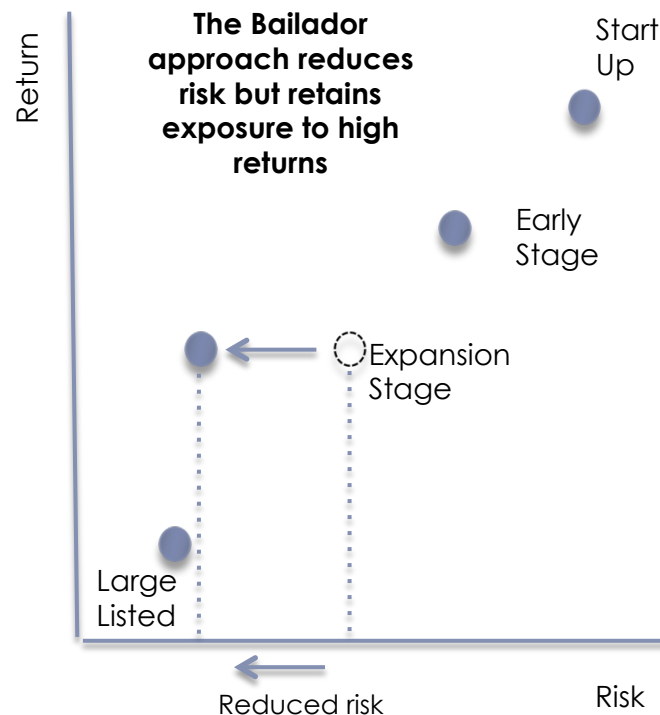 Return
The Bailador
approach reduces
risk but retains
exposure to high
returns
Start
Up
Early
Stage
Expansion
Stage
Large
Listed
Reduced risk
Risk